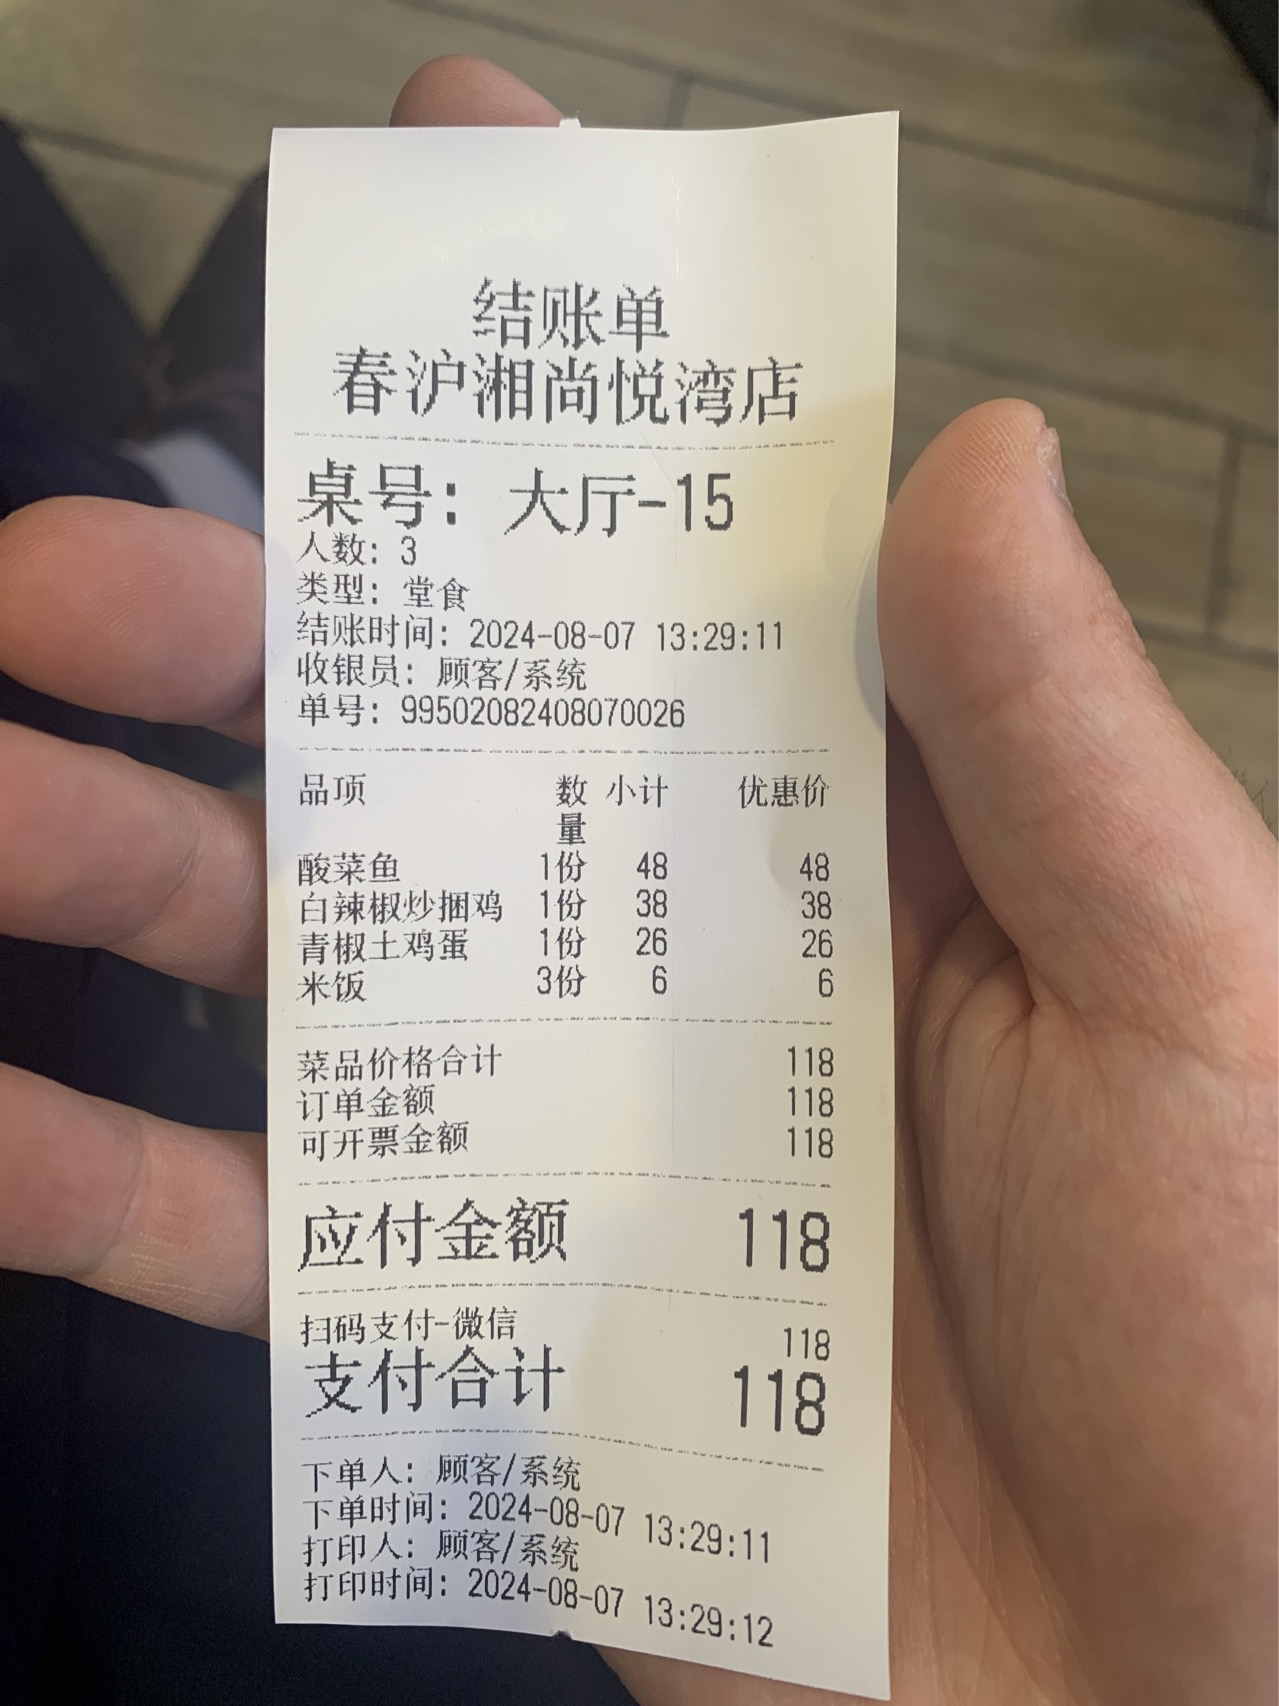 结账单
春沪湘尚悦湾店
桌号: 大厅-15
人数: 3
类型: 堂食
结账时间: 2024-08-07 13:29:11
收银员: 顾客/系统
单号: 99502082408070026
品项 数量 小计 优惠价
酸菜鱼 1份 48 48
白辣椒炒捆鸡 1份 38 38
青椒土鸡蛋 1份 26 26
米饭 3份 6 6
菜品价格合计 118
订单金额 118
可开票金额 118
应付金额 118
扫码支付-微信 118
支付合计 118
下单人: 顾客/系统
下单时间: 2024-08-07 13:29:11
打印人: 顾客/系统
打印时间: 2024-08-07 13:29:12